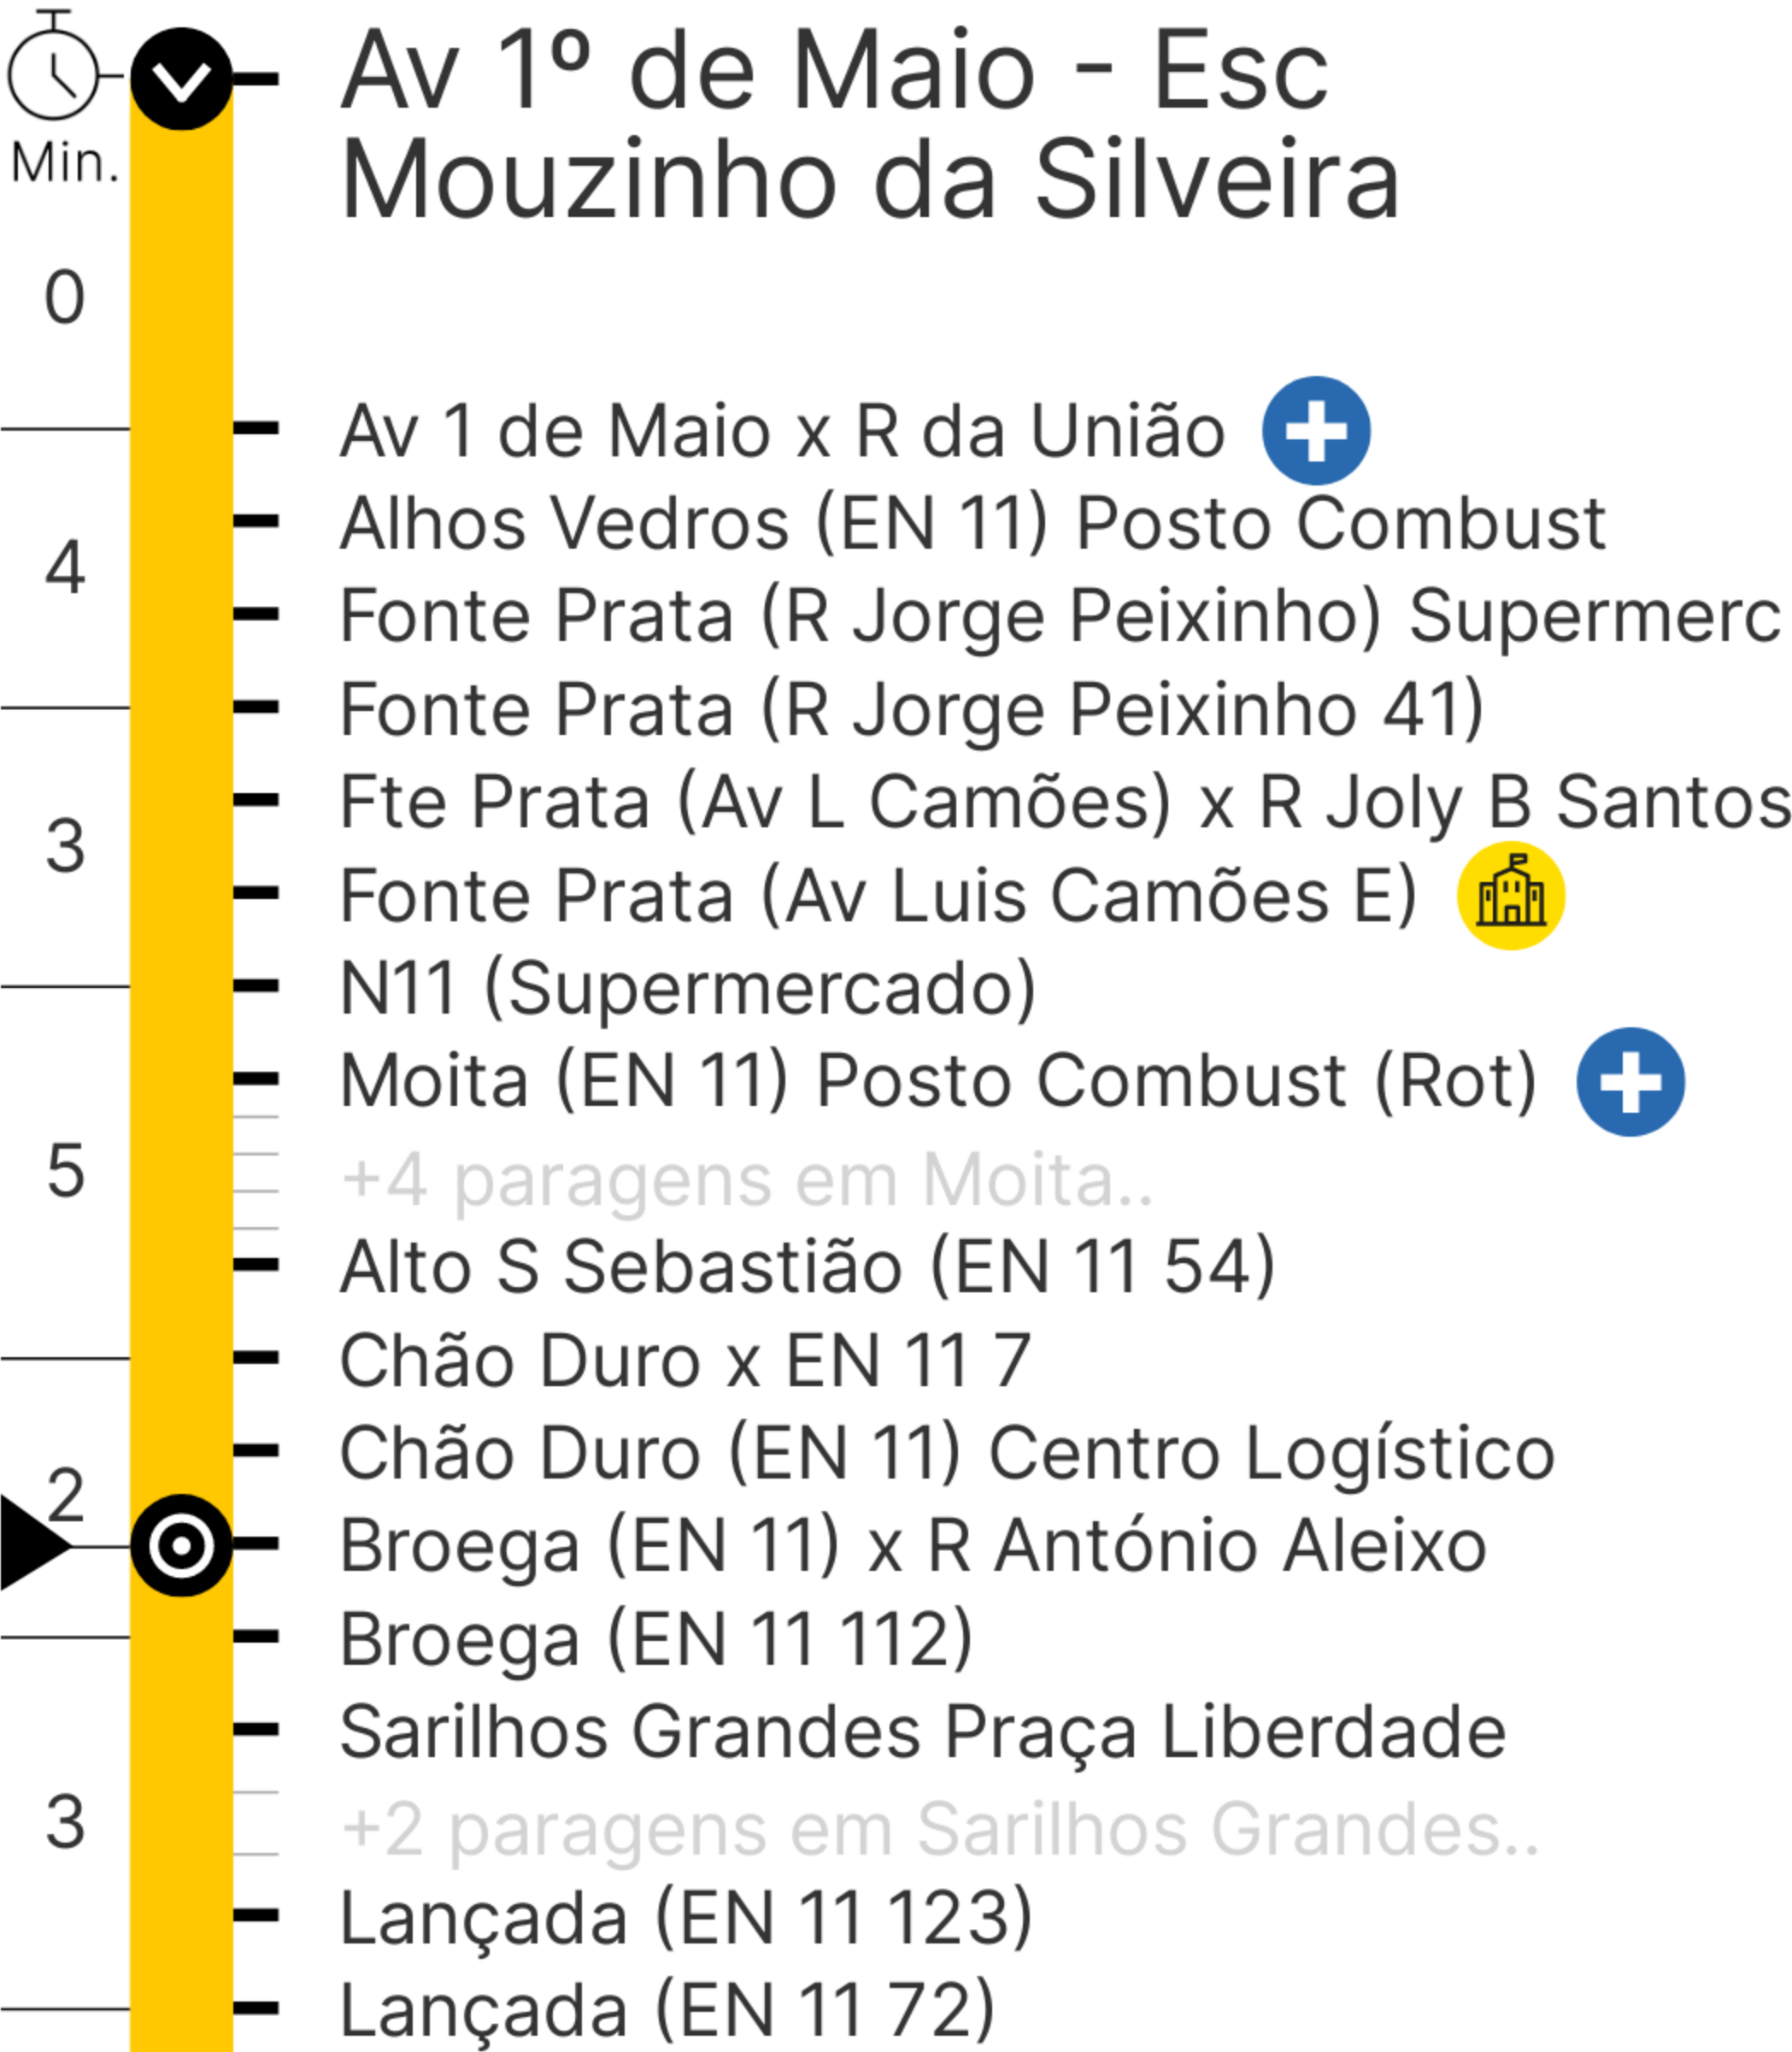 Av 1º de Maio - Esc
Mouzinho da Silveira
Min.
0
Av 1 de Maio x R da União
Alhos Vedros (EN 11) Posto Combust
4
Fonte Prata (R Jorge Peixinho) Supermerc
Fonte Prata (R Jorge Peixinho 41)
Fte Prata (Av L Camões) x R Joly B Santos
3
Fonte Prata (Av Luis Camões E)
N11 (Supermercado)
Moita (EN 11) Posto Combust (Rot)
5
+4 paragens em Moita..
Alto S Sebastião (EN 11 54)
Chão Duro x EN 11 7
Chão Duro (EN 11) Centro Logístico
2
Broega (EN 11) x R António Aleixo
Broega (EN 11 112)
Sarilhos Grandes Praça Liberdade
3
+2 paragens em Sarilhos Grandes..
Lançada (EN 11 123)
Lançada (EN 11 72)